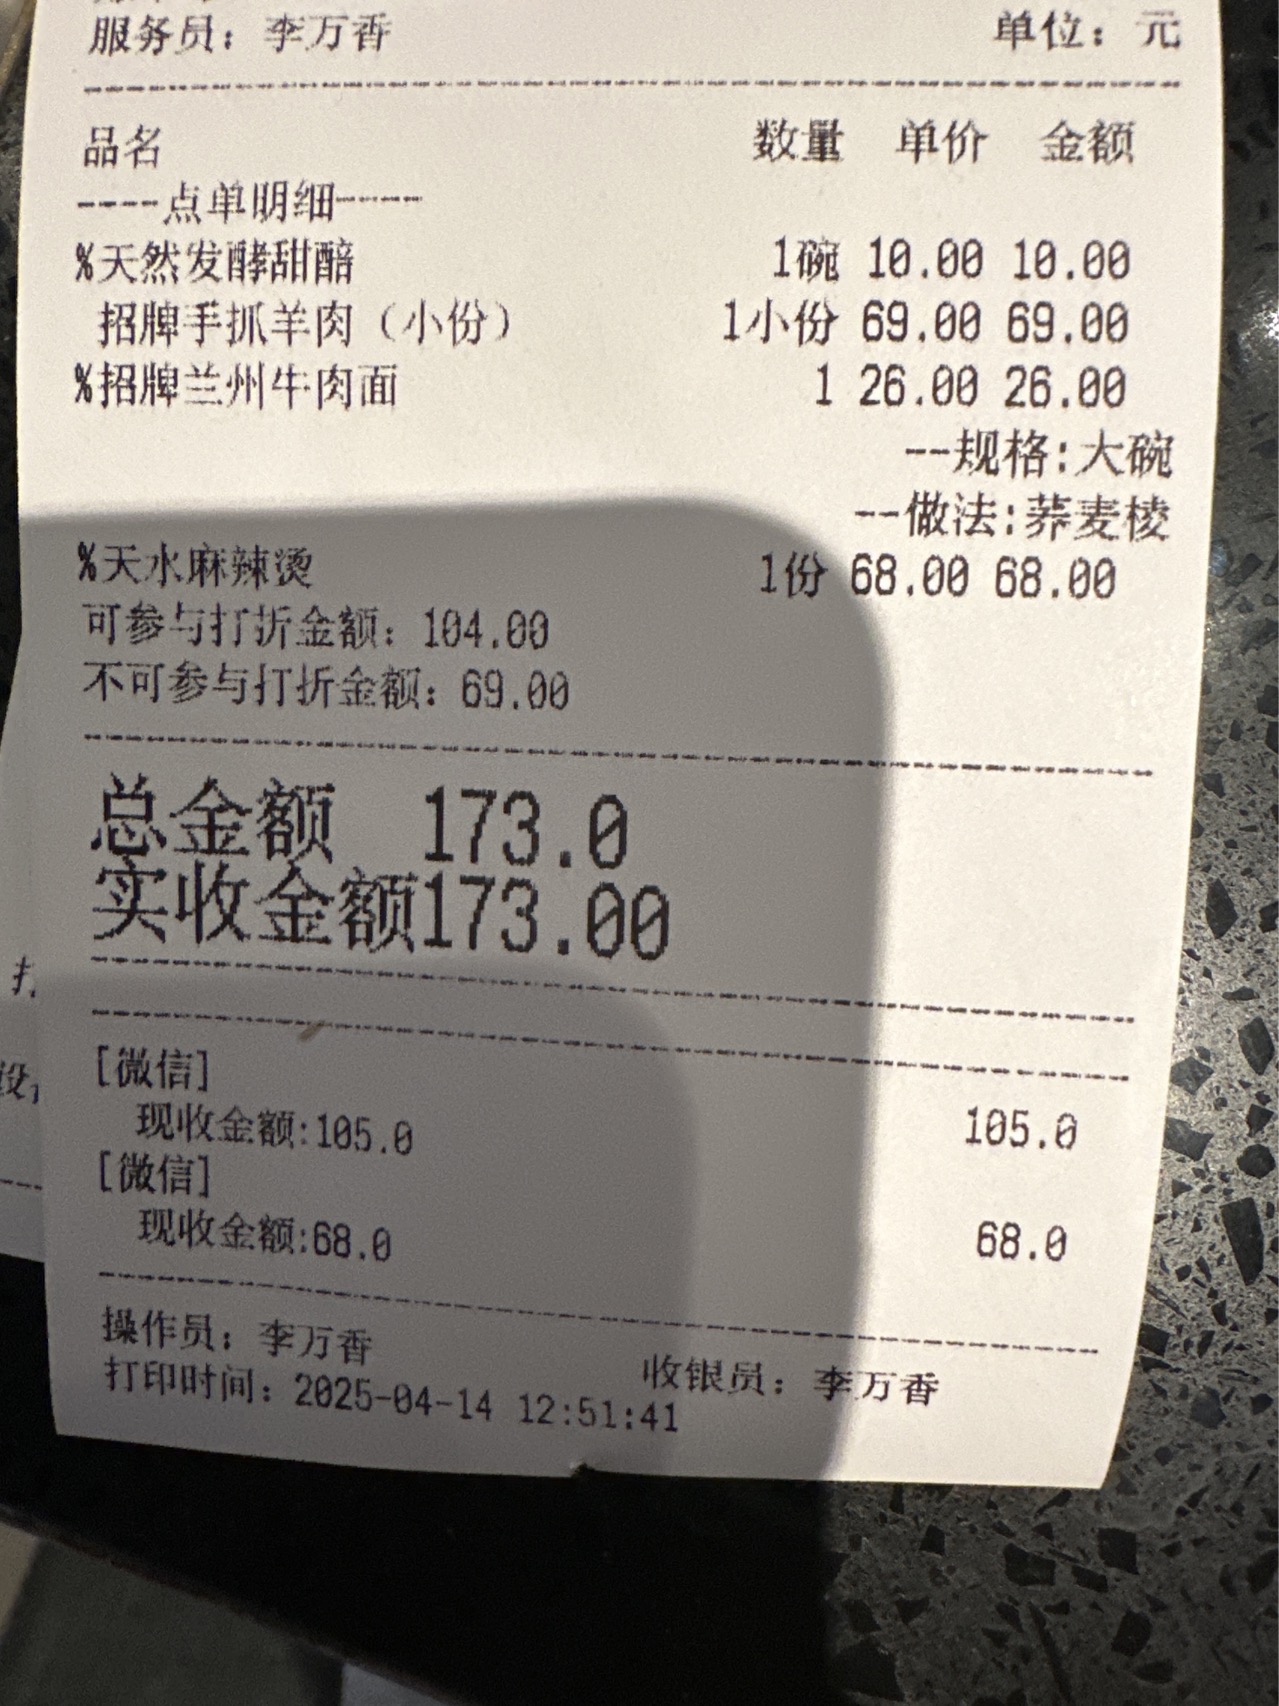 服务员：李万香 单位：元
品名 数量 单价 金额
----点单明细----
%天然发酵甜醅 1碗 10.00 10.00
招牌手抓羊肉（小份） 1小份 69.00 69.00
%招牌兰州牛肉面 1 26.00 26.00
--规格:大碗
--做法:荞麦棱
%天水麻辣烫 1份 68.00 68.00
可参与打折金额：104.00
不可参与打折金额：69.00
总金额 173.0
实收金额173.00
[微信]
现收金额:105.0 105.0
[微信]
现收金额:68.0 68.0
操作员：李万香 收银员：李万香
打印时间：2025-04-14 12:51:41